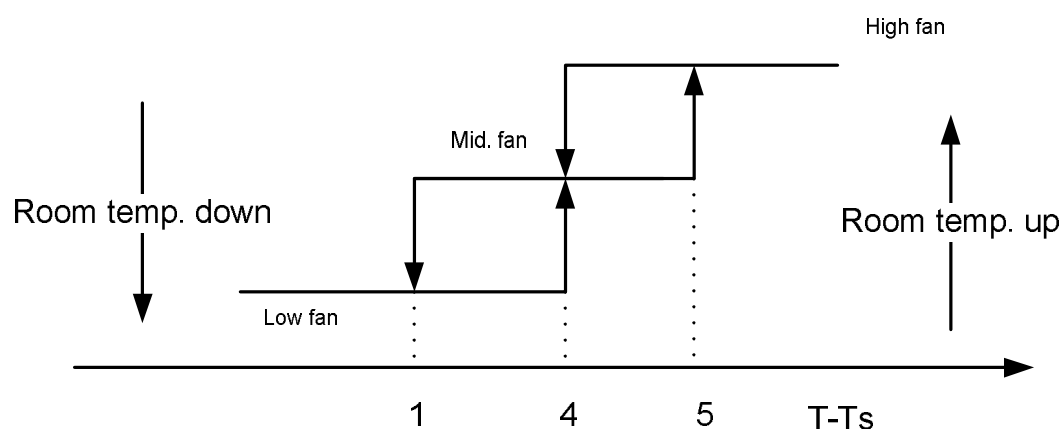 High fan
Mid. fan
Room temp. down
Room temp. up
Low fan
1 4 5 T-Ts